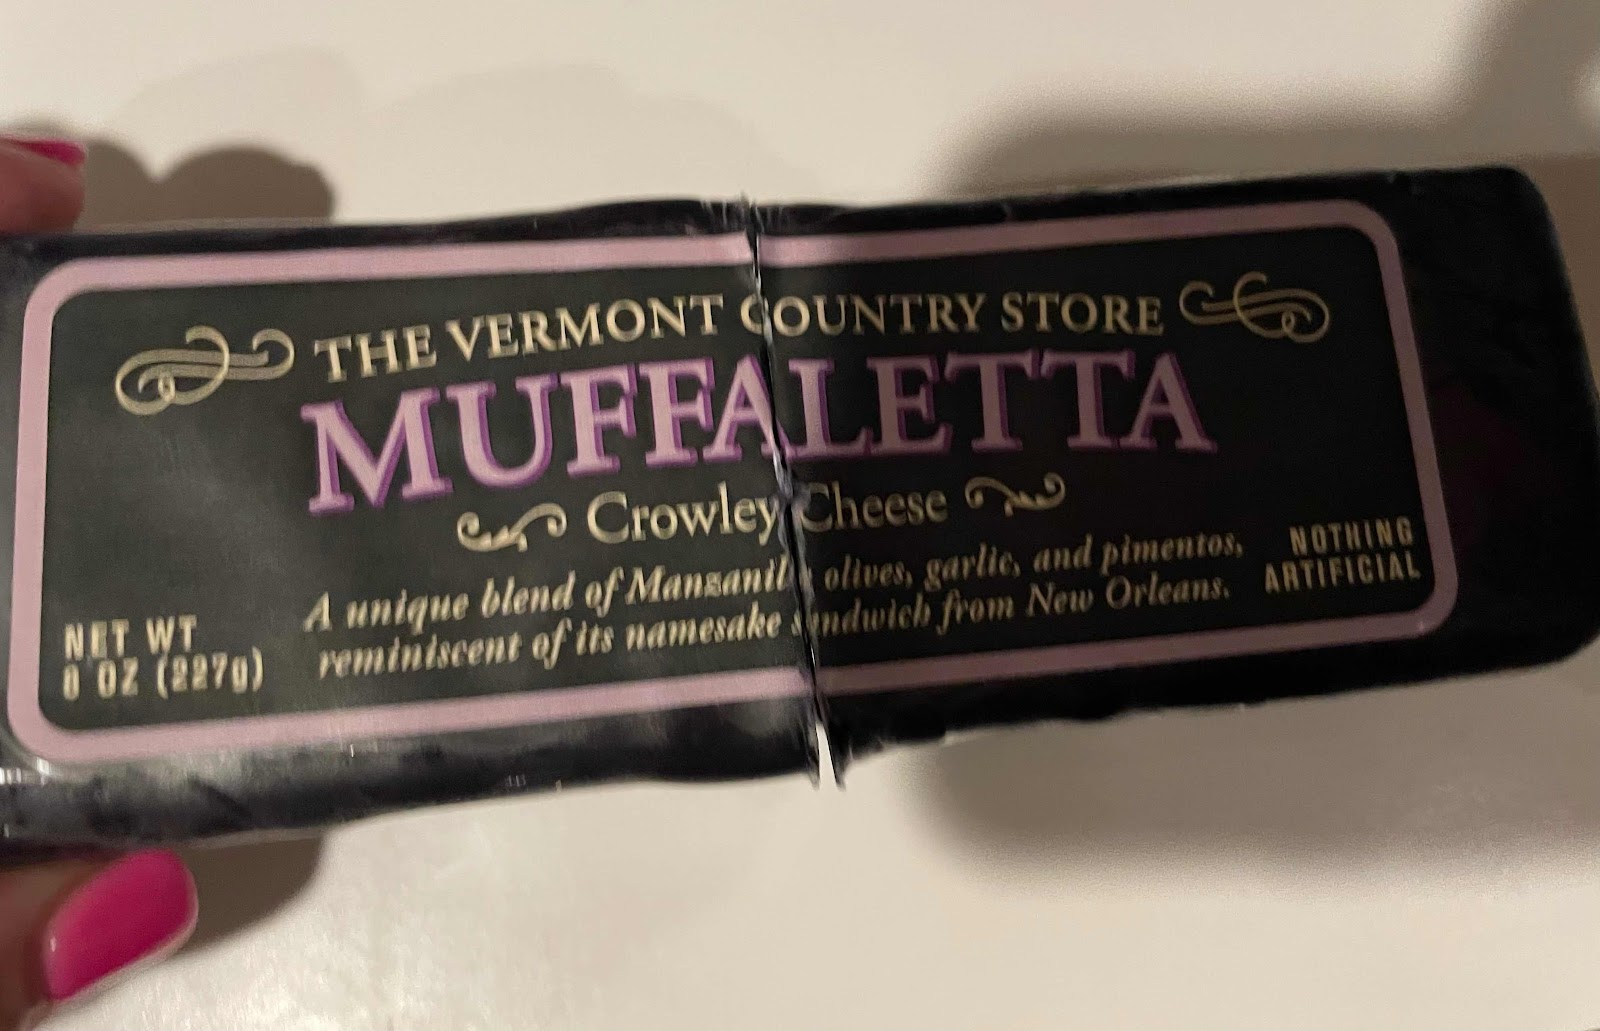 THE VERMONT COUNTRY STORE
MUFFALETTA
Crowley Cheese
A unique blend of Manzanilla olives, garlic, and pimentos,
reminiscent of its namesake sandwich from New Orleans.
NET WT
8 OZ (227g)
NOTHING
ARTIFICIAL